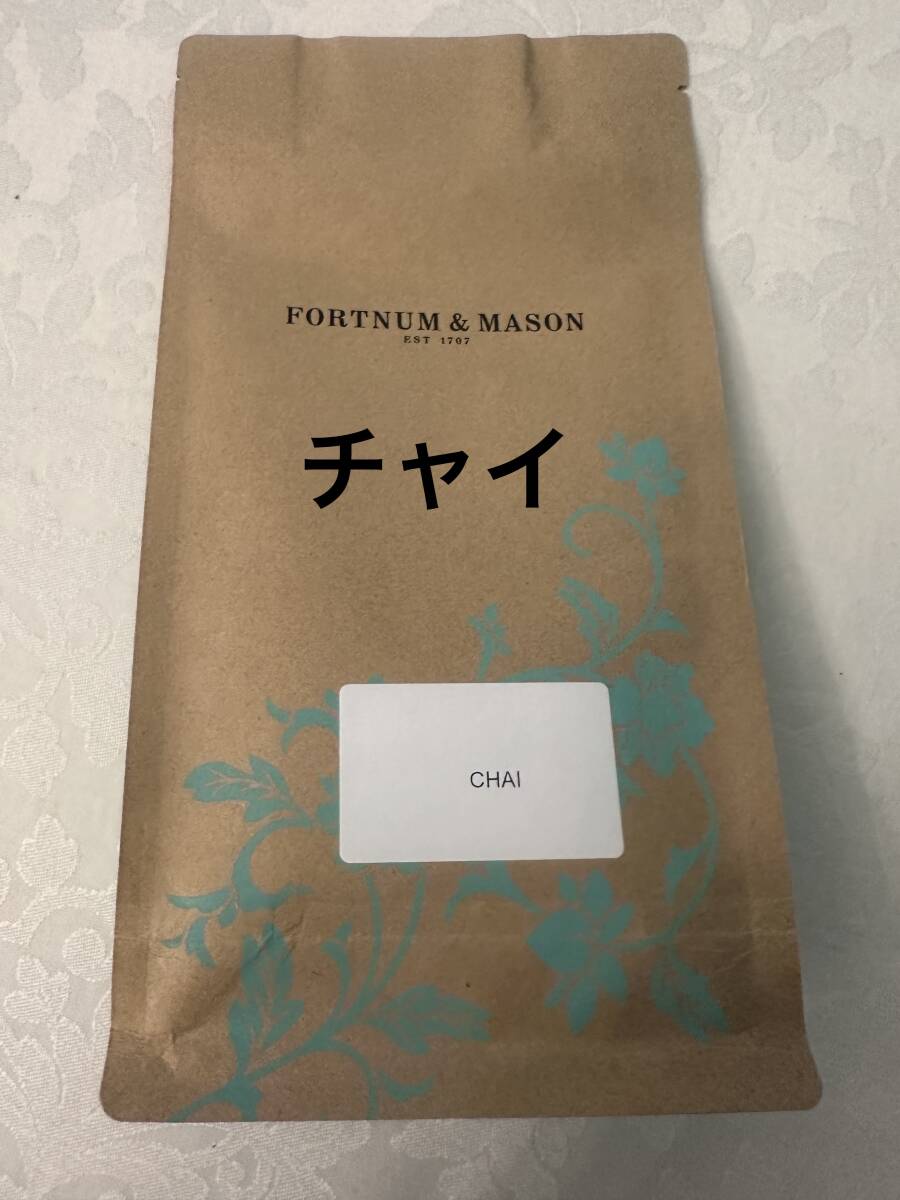 FORTNUM & MASON
EST 1707
チャイ
CHAI